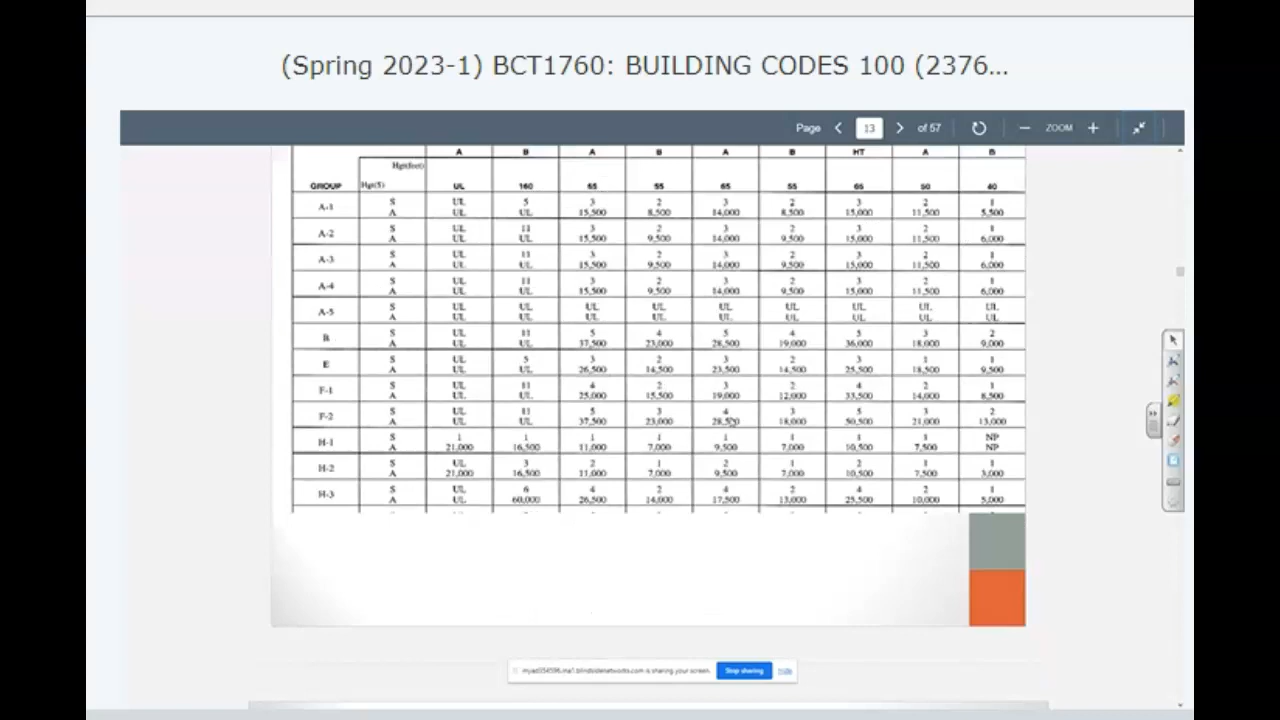 (Spring 2023-1) BCT1760: BUILDING CODES 100 (2376...
Page 13 of 57 ZOOM
A B A B A B HT A B
Hgt(feet)
GROUP Hgt(S) UL 160 65 55 65 55 65 50 40
S UL 5 3 2 3 2 3 2 1
A-1
A UL UL 15,500 8,500 14,000 8,500 15,000 11,500 5,500
S UL 11 3 2 3 2 3 2 1
A-2
A UL UL 15,500 9,500 14,000 9,500 15,000 11,500 6,000
S UL 11 3 2 3 2 3 2 1
A-3
A UL UL 15,500 9,500 14,000 9,500 15,000 11,500 6,000
S UL 11 3 2 3 2 3 2 1
A-4
A UL UL 15,500 9,500 14,000 9,500 15,000 11,500 6,000
S UL UL UL UL UL UL UL UL UL
A-5
A UL UL UL UL UL UL UL UL UL
S UL 11 5 4 5 4 5 3 2
B
A UL UL 37,500 23,000 28,500 19,000 36,000 18,000 9,000
S UL 5 3 2 3 2 3 1 1
E
A UL UL 26,500 14,500 23,500 14,500 25,500 18,500 9,500
S UL 11 4 2 3 2 4 2 1
F-1
A UL UL 25,000 15,500 19,000 12,000 33,500 14,000 8,500
S UL 11 5 3 4 3 5 3 2
F-2
A UL UL 37,500 23,000 28,500 18,000 50,500 21,000 13,000
S 1 1 1 1 1 1 1 1 NP
H-1
A 21,000 16,500 11,000 7,000 9,500 7,000 10,500 7,500 NP
S UL 3 2 1 2 1 2 1 1
H-2
A 21,000 16,500 11,000 7,000 9,500 7,000 10,500 7,500 3,000
S UL 6 4 2 4 2 4 2 1
H-3
A UL 60,000 26,500 14,000 17,500 13,000 25,500 10,000 5,000
is sharing your screen. Stop sharing Hide